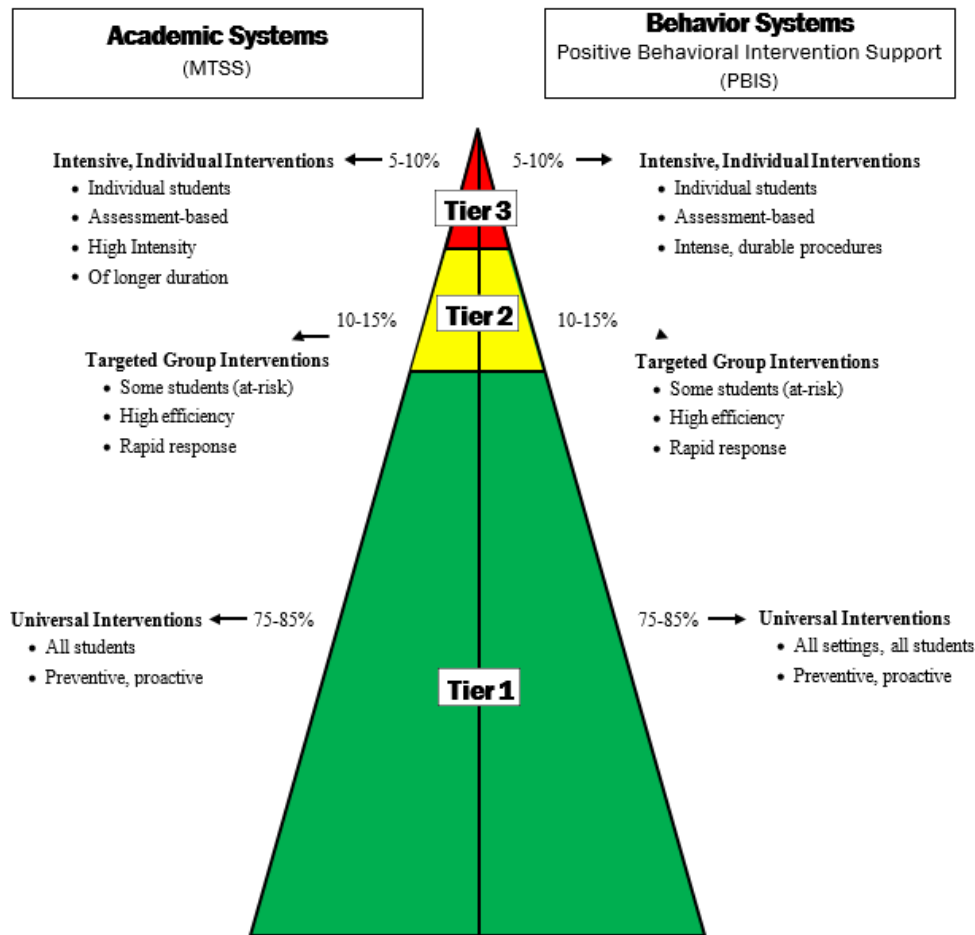 Academic Systems
(MTSS)
Behavior Systems
Positive Behavioral Intervention Support
(PBIS)
Intensive, Individual Interventions
• Individual students
• Assessment-based
• High Intensity
• Of longer duration
5-10%
5-10%
Intensive, Individual Interventions
• Individual students
• Assessment-based
• Intense, durable procedures
Tier 3
10-15%
Targeted Group Interventions
• Some students (at-risk)
• High efficiency
• Rapid response
Tier 2
10-15%
Targeted Group Interventions
• Some students (at-risk)
• High efficiency
• Rapid response
Universal Interventions
75-85%
• All students
• Preventive, proactive
75-85%
Universal Interventions
• All settings, all students
• Preventive, proactive
Tier 1